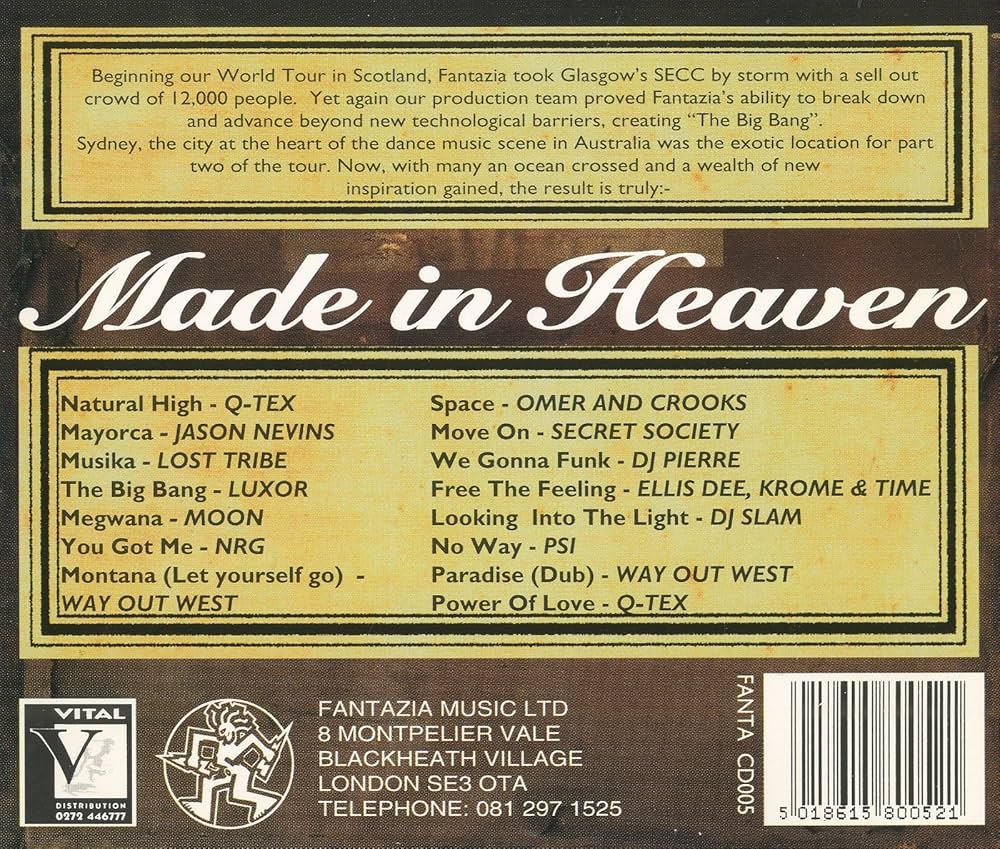 Beginning our World Tour in Scotland, Fantazia took Glasgow's SECC by storm with a sell out
crowd of 12,000 people. Yet again our production team proved Fantazia's ability to break down
and advance beyond new technological barriers, creating "The Big Bang".
Sydney, the city at the heart of the dance music scene in Australia was the exotic location for part
two of the tour. Now, with many an ocean crossed and a wealth of new
inspiration gained, the result is truly:-
Made in Heaven
Natural High - Q-TEX
Mayorca - JASON NEVINS
Musika - LOST TRIBE
The Big Bang - LUXOR
Megwana - MOON
You Got Me - NRG
Montana (Let yourself go) -
WAY OUT WEST
Space - OMER AND CROOKS
Move On - SECRET SOCIETY
We Gonna Funk - DJ PIERRE
Free The Feeling - ELLIS DEE, KROME & TIME
Looking Into The Light - DJ SLAM
No Way - PSI
Paradise (Dub) - WAY OUT WEST
Power Of Love - Q-TEX
VITAL
V
DISTRIBUTION
0272 446777
FANTAZIA MUSIC LTD
8 MONTPELIER VALE
BLACKHEATH VILLAGE
LONDON SE3 OTA
TELEPHONE: 081 297 1525
FANTA CD005
5 018615 800521